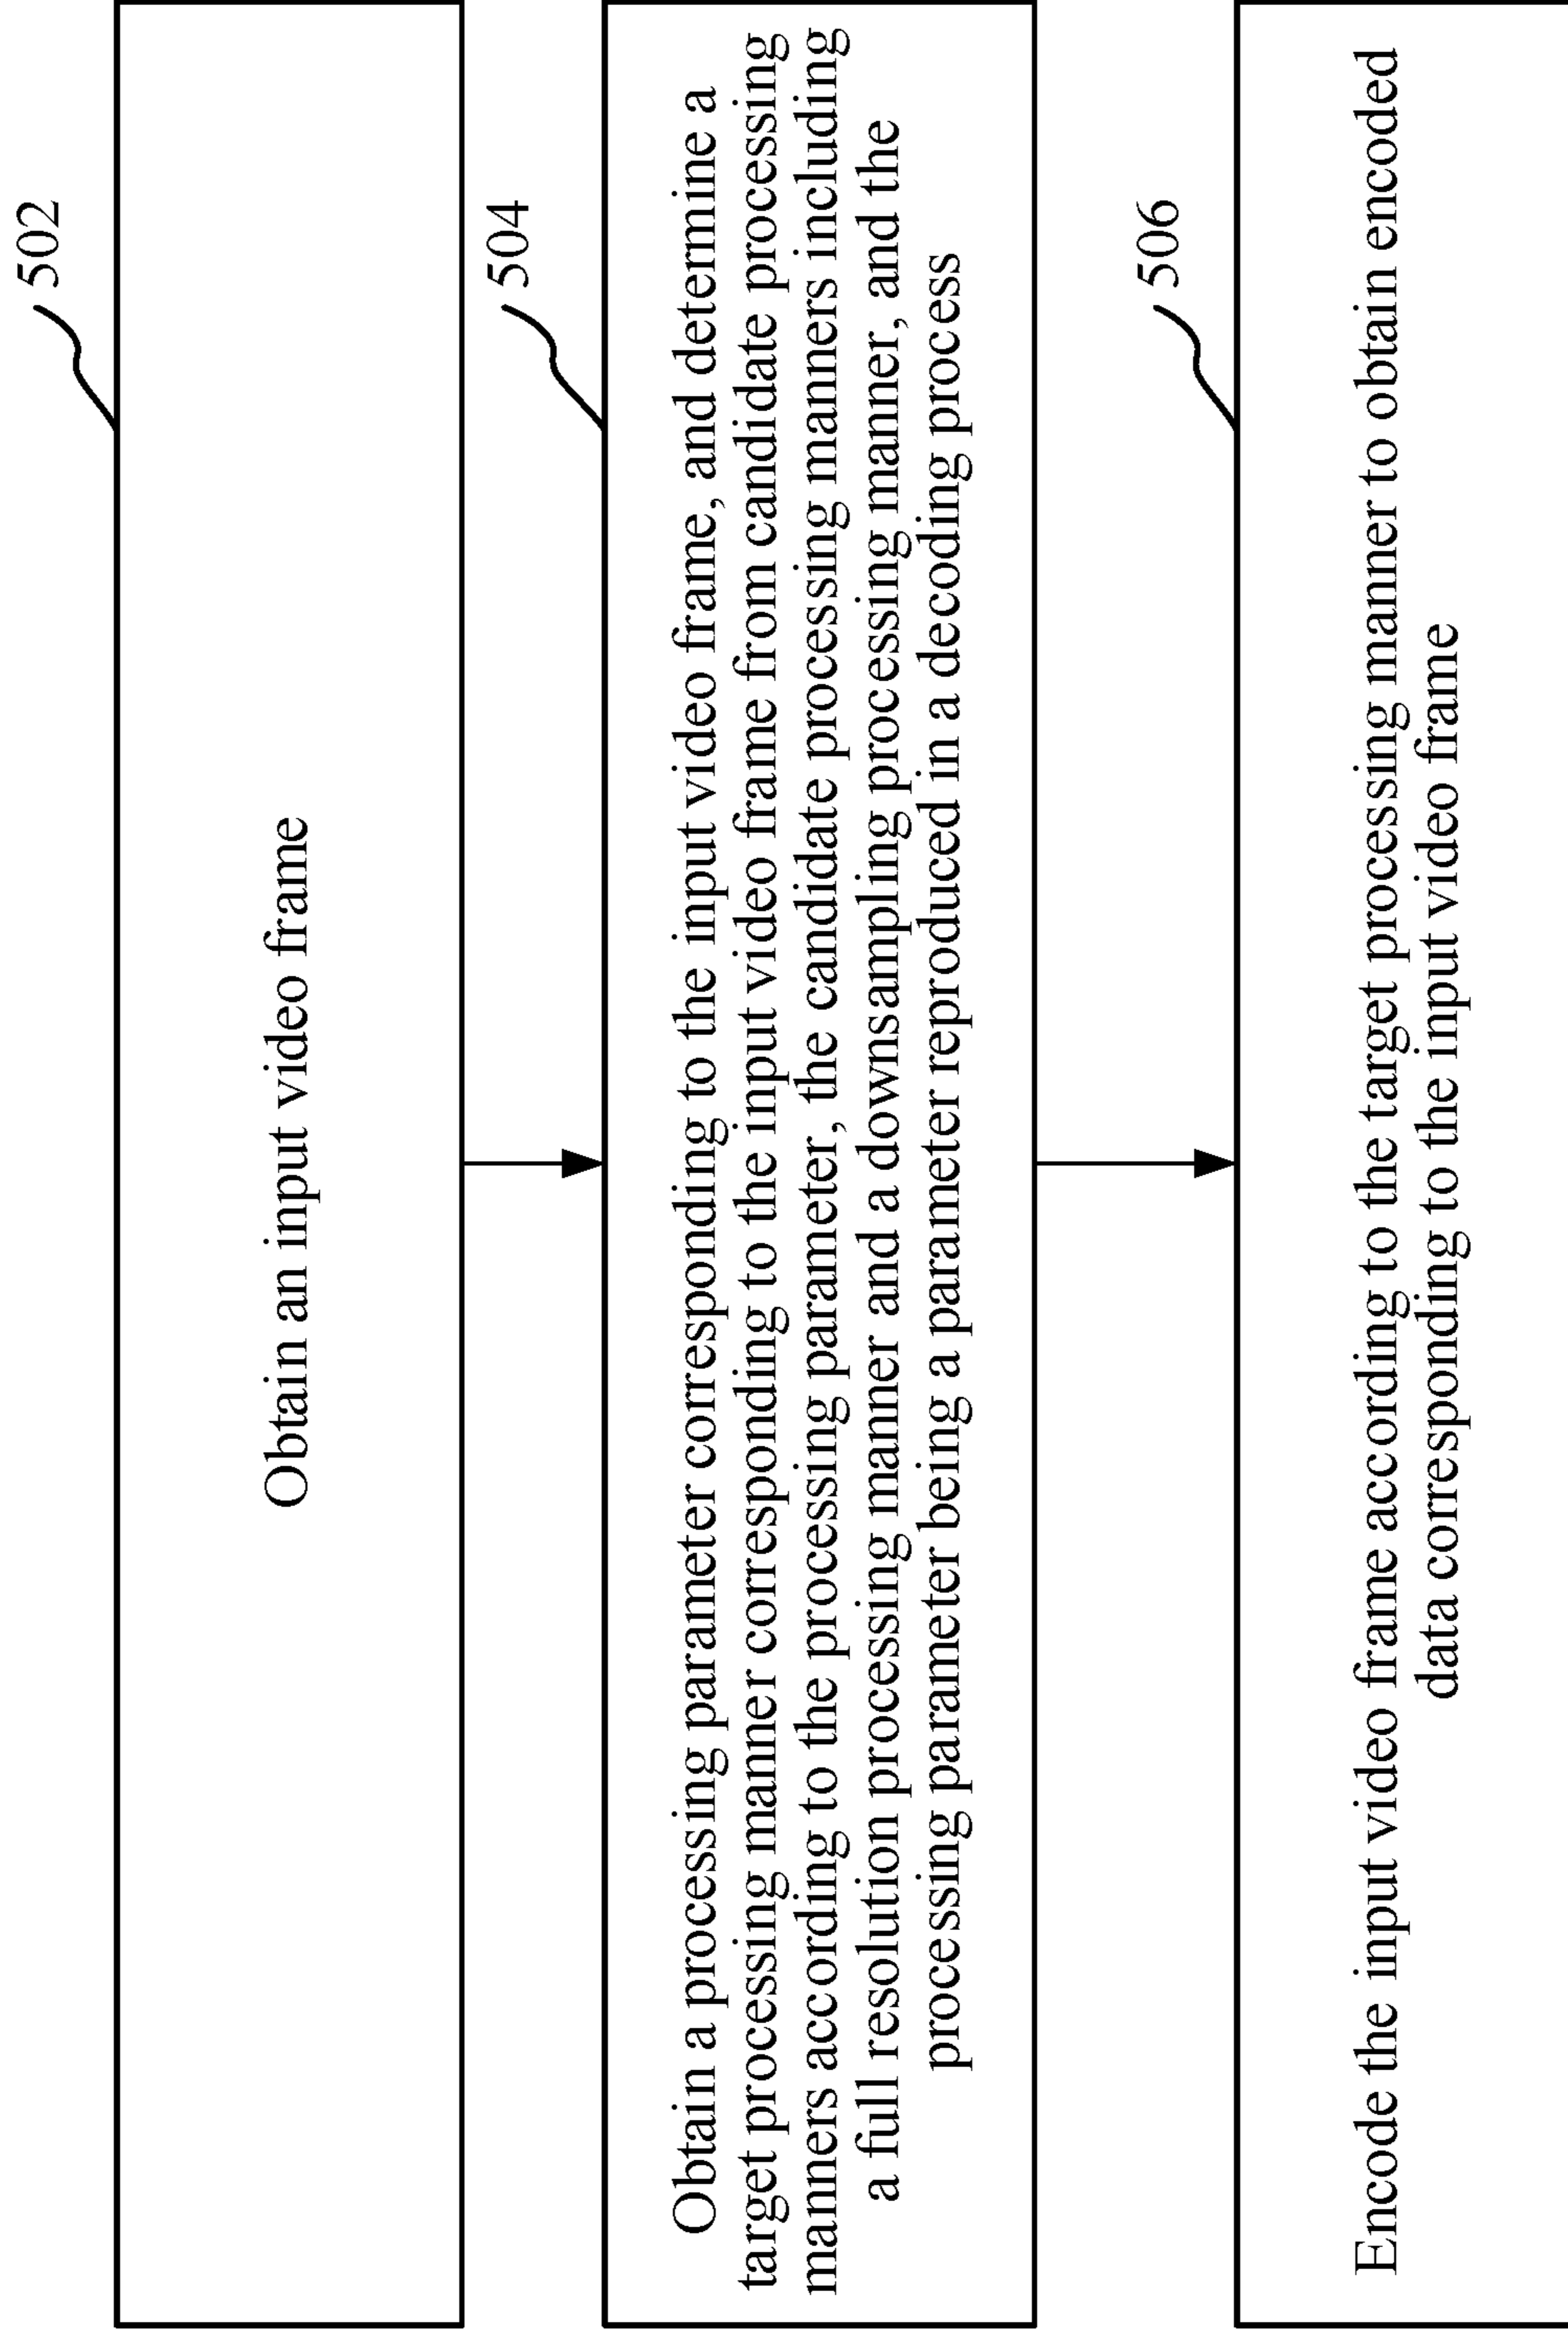 502
Obtain an input video frame
504
Obtain a processing parameter corresponding to the input video frame, and determine a
target processing manner corresponding to the input video frame from candidate processing
manners according to the processing parameter, the candidate processing manners including
a full resolution processing manner and a downsampling processing manner, and the
processing parameter being a parameter reproduced in a decoding process
506
Encode the input video frame according to the target processing manner to obtain encoded
data corresponding to the input video frame